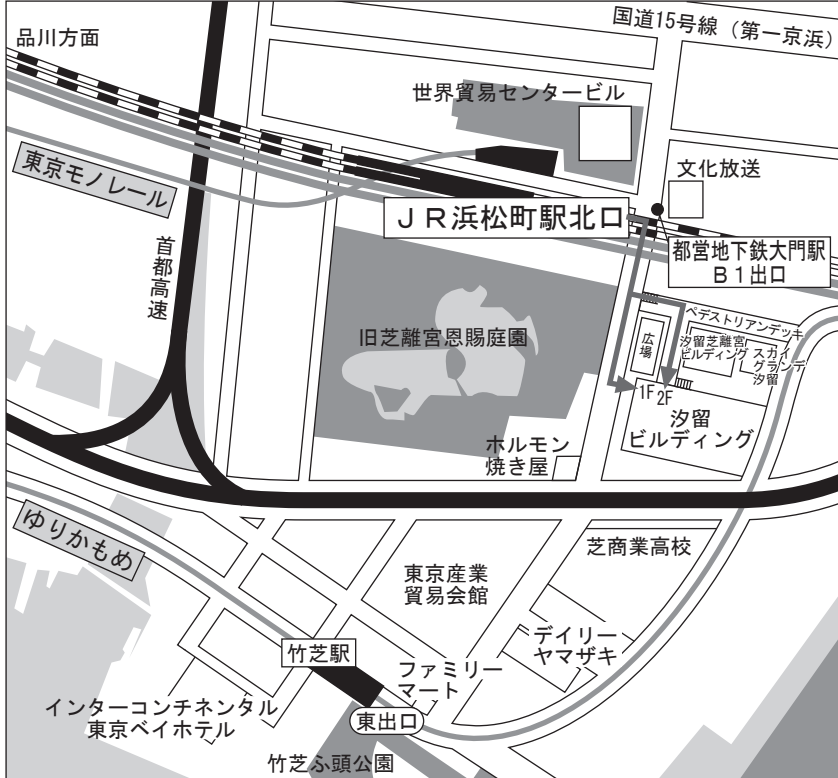 国道15号線（第一京浜）
品川方面
世界貿易センタービル
文化放送
東京モノレール
ＪＲ浜松町駅北口
都営地下鉄大門駅
Ｂ１出口
首都高速
ペデストリアンデッキ
旧芝離宮恩賜庭園
広場
汐留芝離宮
ビルディング
スカイ
グランデ
汐留
1F
2F
汐留
ビルディング
ホルモン
焼き屋
ゆりかもめ
芝商業高校
東京産業
貿易会館
デイリー
ヤマザキ
竹芝駅
ファミリー
マート
インターコンチネンタル
東京ベイホテル
東出口
竹芝ふ頭公園